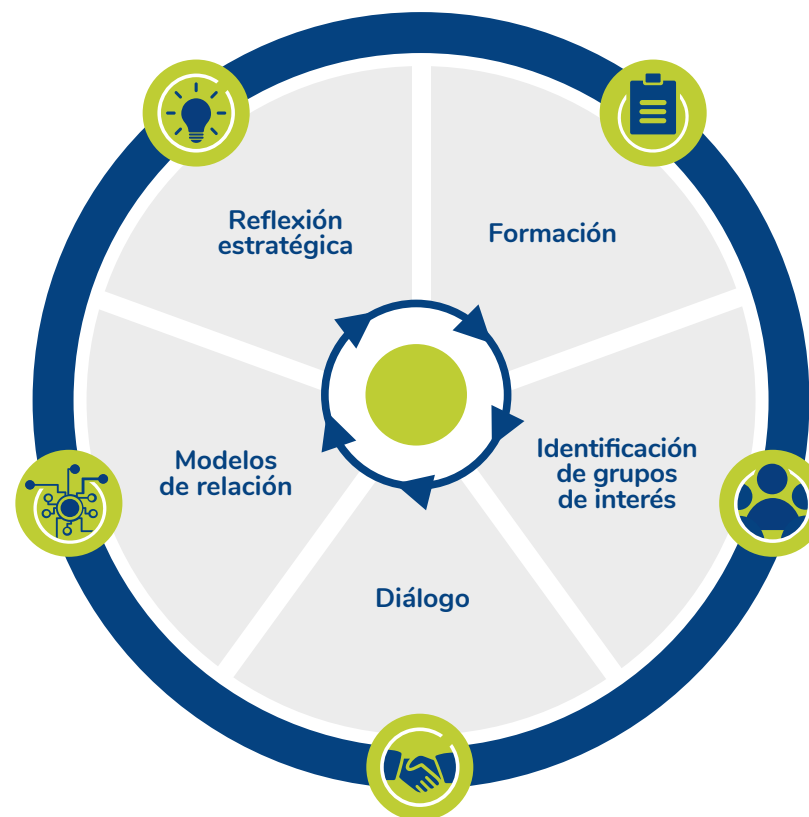 Reflexión
estratégica
Formación
Identificación
de grupos
de interés
Diálogo
Modelos
de relación